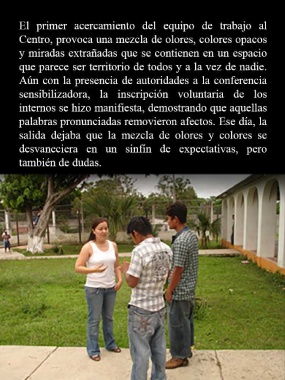 El primer acercamiento del equipo de trabajo al
Centro, provoca una mezcla de olores, colores opacos
y miradas extrañadas que se contienen en un espacio
que parece ser territorio de todos y a la vez de nadie.
Aún con la presencia de autoridades a la conferencia
sensibilizadora, la inscripción voluntaria de los
internos se hizo manifiesta, demostrando que aquellas
palabras pronunciadas removieron afectos. Ese día, la
salida dejaba que la mezcla de olores y colores se
desvaneciera en un sinfín de expectativas, pero
también de dudas.